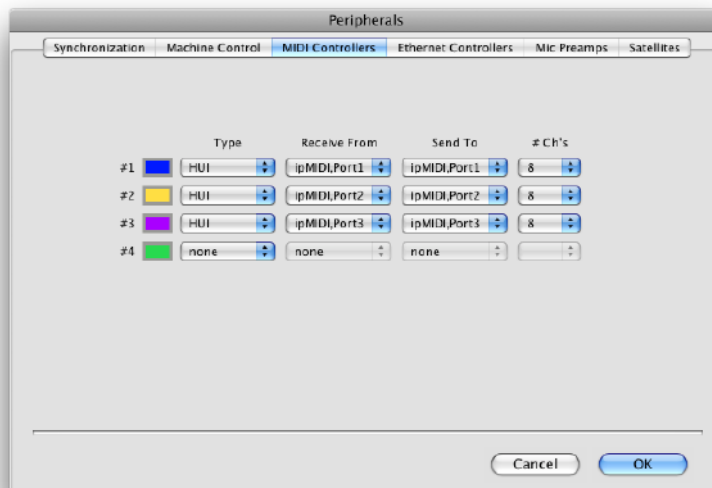 Peripherals
Synchronization Machine Control MIDI Controllers Ethernet Controllers Mic Preamps Satellites
Type Receive From Send To # Ch's
#1 HUI ipMIDI,Port1 ipMIDI,Port1 8
#2 HUI ipMIDI,Port2 ipMIDI,Port2 8
#3 HUI ipMIDI,Port3 ipMIDI,Port3 8
#4 none none none
Cancel OK